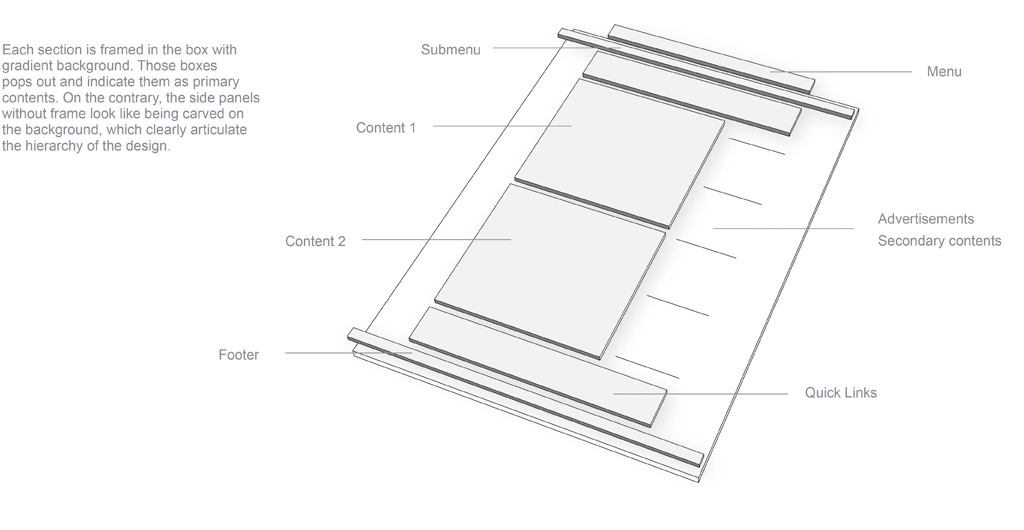 Each section is framed in the box with
gradient background. Those boxes
pops out and indicate them as primary
contents. On the contrary, the side panels
without frame look like being carved on
the background, which clearly articulate
the hierarchy of the design.
Submenu
Menu
Content 1
Advertisements
Secondary contents
Content 2
Footer
Quick Links